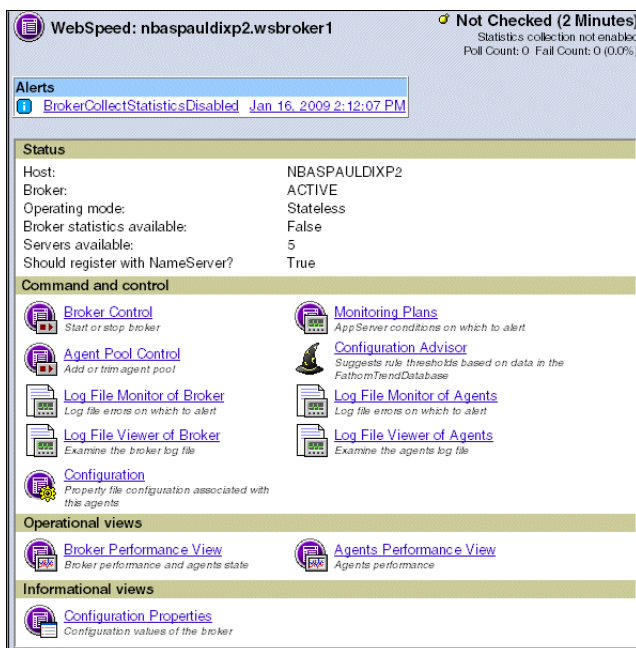 WebSpeed: nbaspauldixp2.wsbroker1
Not Checked (2 Minutes)
Statistics collection not enabled
Poll Count: 0 Fail Count: 0 (0.0%)
Alerts
BrokerCollectStatisticsDisabled Jan 16, 2009 2:12:07 PM
Status
Host: NBASPAULDIXP2
Broker: ACTIVE
Operating mode: Stateless
Broker statistics available: False
Servers available: 5
Should register with NameServer? True
Command and control
Broker Control
Start or stop broker
Monitoring Plans
AppServer conditions on which to alert
Agent Pool Control
Add or trim agent pool
Configuration Advisor
Suggests rule thresholds based on data in the
FathomTrendDatabase
Log File Monitor of Broker
Log file errors on which to alert
Log File Monitor of Agents
Log file errors on which to alert
Log File Viewer of Broker
Examine the broker log file
Log File Viewer of Agents
Examine the agents log file
Configuration
Property file configuration associated with
this agents
Operational views
Broker Performance View
Broker performance and agents state
Agents Performance View
Agents performance
Informational views
Configuration Properties
Configuration values of the broker